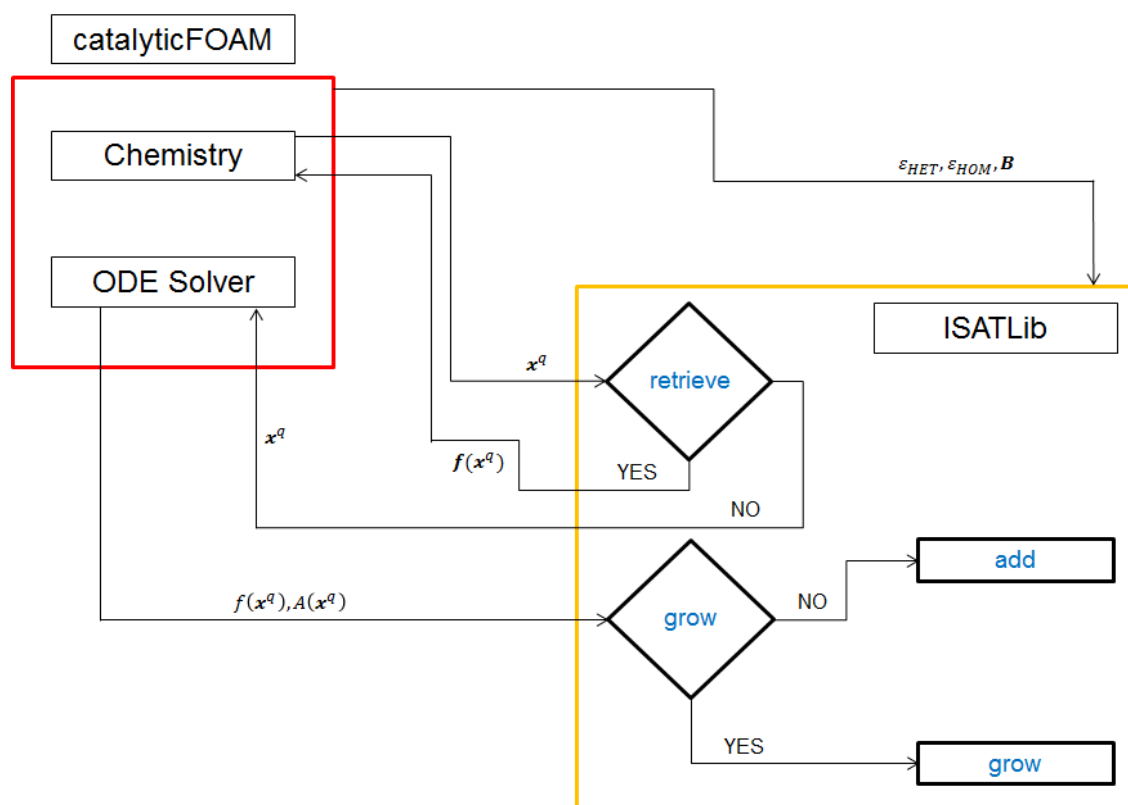 catalyticFOAM
Chemistry
ε_HET, ε_HOM, B
ODE Solver
ISATLib
x^q
retrieve
x^q
f(x^q)
YES
NO
add
f(x^q), A(x^q)
NO
grow
YES
grow